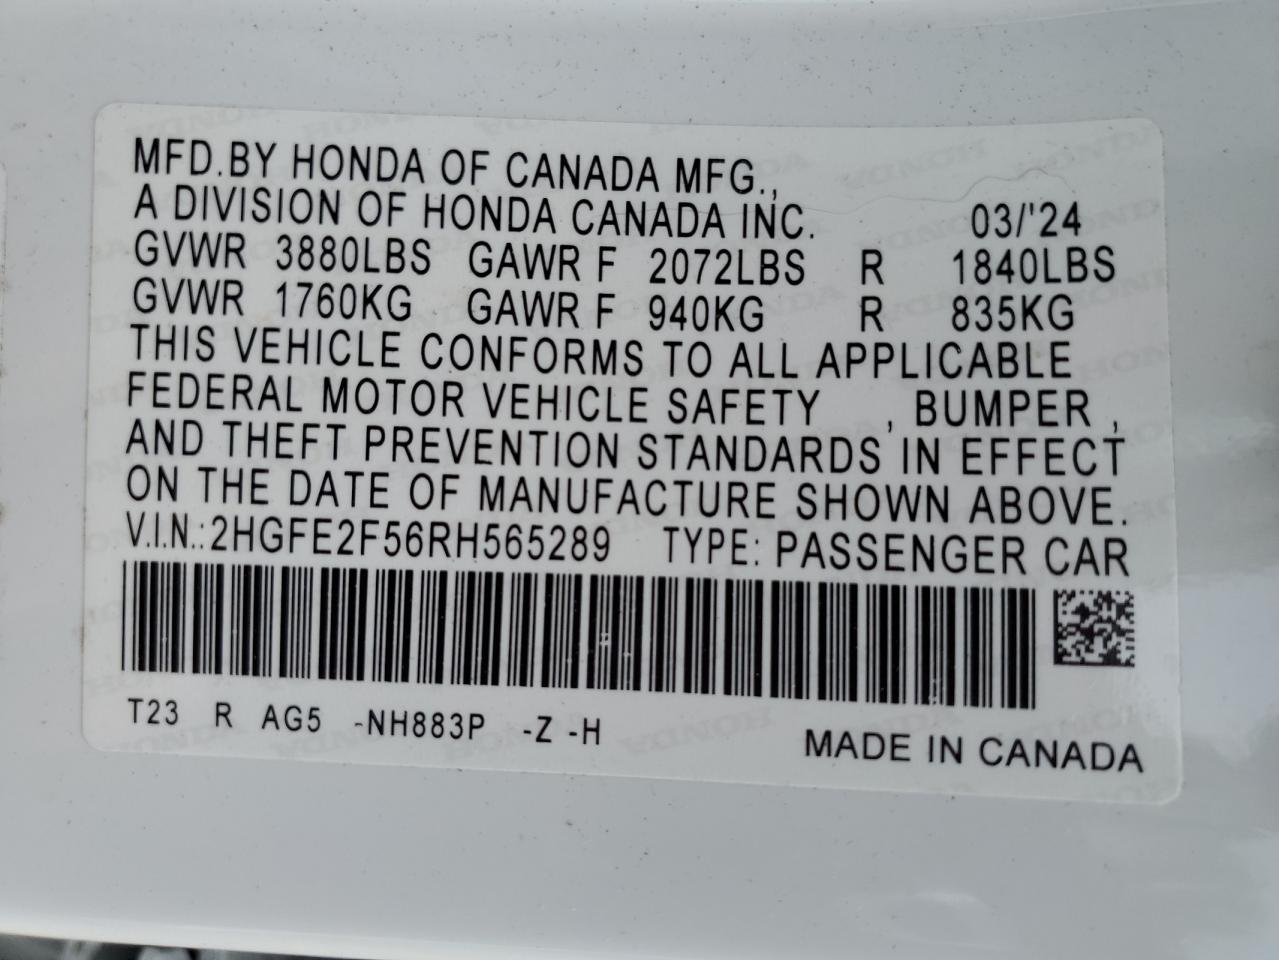 MFD.BY HONDA OF CANADA MFG.,
A DIVISION OF HONDA CANADA INC. 03/'24
GVWR 3880LBS GAWR F 2072LBS R 1840LBS
GVWR 1760KG GAWR F 940KG R 835KG
THIS VEHICLE CONFORMS TO ALL APPLICABLE
FEDERAL MOTOR VEHICLE SAFETY , BUMPER ,
AND THEFT PREVENTION STANDARDS IN EFFECT
ON THE DATE OF MANUFACTURE SHOWN ABOVE.
V.I.N.:2HGFE2F56RH565289 TYPE: PASSENGER CAR
T23 R AG5 -NH883P -Z -H
MADE IN CANADA